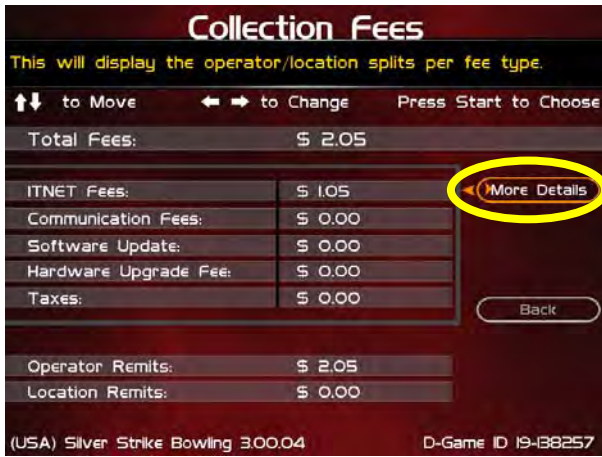 Collection Fees
This will display the operator/location splits per fee type.
to Move to Change Press Start to Choose
Total Fees: $ 2.05
ITNET Fees: $ 1.05 More Details
Communication Fees: $ 0.00
Software Update: $ 0.00
Hardware Upgrade Fee: $ 0.00
Taxes: $ 0.00
Back
Operator Remits: $ 2.05
Location Remits: $ 0.00
(USA) Silver Strike Bowling 3.00.04 D-Game ID 19-138257